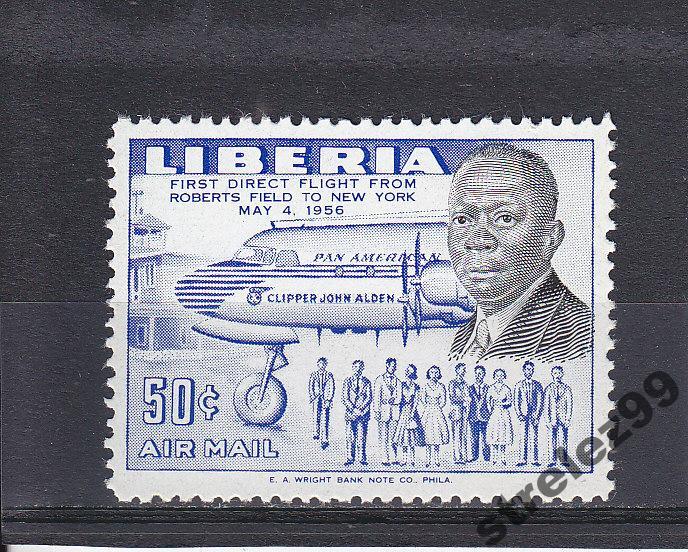 LIBERIA
FIRST DIRECT FLIGHT FROM
ROBERTS FIELD TO NEW YORK
MAY 4, 1956
PAN AMERICAN
CLIPPER JOHN ALDEN
50¢
AIR MAIL
E. A. WRIGHT BANK NOTE CO., PHILA.
strelez99